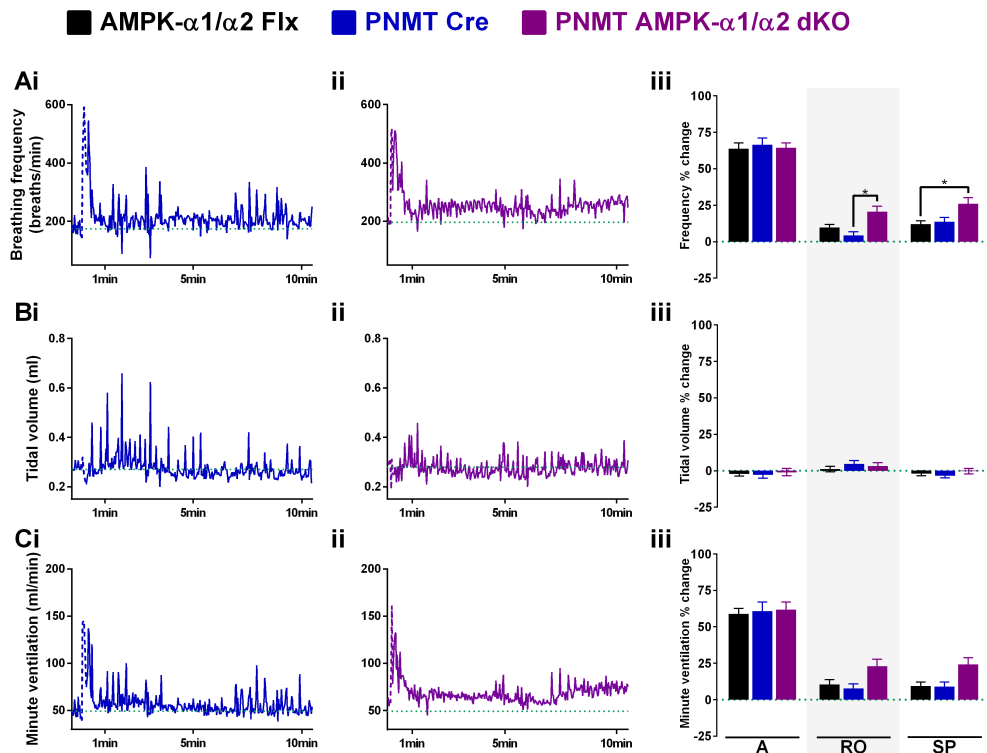 AMPK-α1/α2 Flx PNMT Cre PNMT AMPK-α1/α2 dKO
Ai ii iii
Breathing frequency
(breaths/min)
600
400
200
1min 5min 10min
600
400
200
1min 5min 10min
Frequency % change
100
75
50
25
0
-25
* *
Bi ii iii
Tidal volume (ml)
0.8
0.6
0.4
0.2
1min 5min 10min
0.8
0.6
0.4
0.2
1min 5min 10min
Tidal volume % change
100
75
50
25
0
-25
Ci ii iii
Minute ventilation (ml/min)
200
150
100
50
1min 5min 10min
200
150
100
50
1min 5min 10min
Minute ventilation % change
100
75
50
25
0
-25
A RO SP